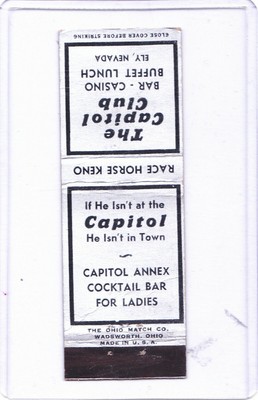 CLOSE COVER BEFORE STRIKING
The
Capitol
Club
BAR - CASINO
BUFFET LUNCH
ELY, NEVADA
RACE HORSE KENO
If He Isn't at the
Capitol
He Isn't in Town
CAPITOL ANNEX
COCKTAIL BAR
FOR LADIES
THE OHIO MATCH CO.
WADSWORTH, OHIO
MADE IN U.S.A.